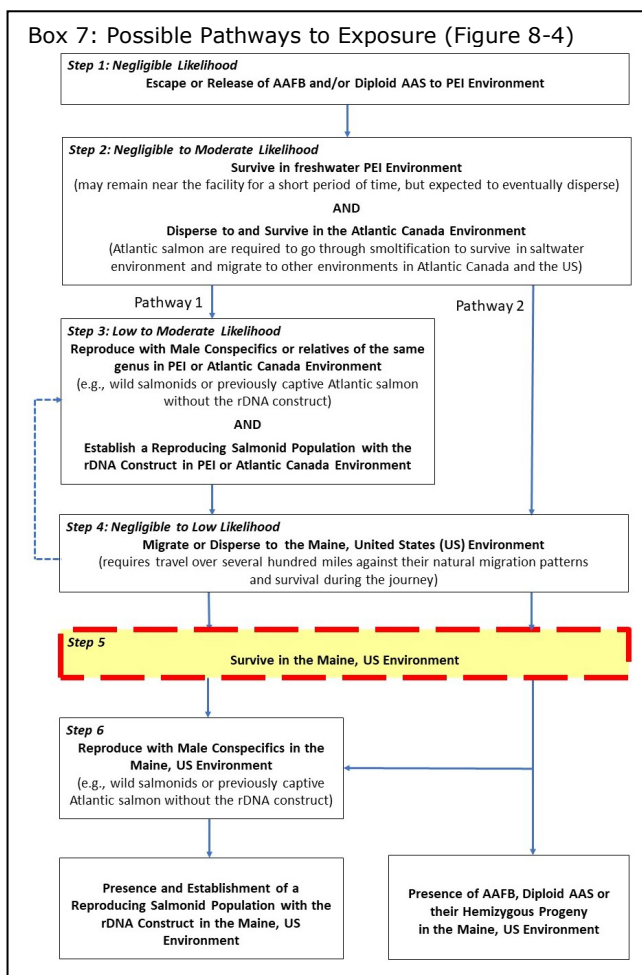 Box 7: Possible Pathways to Exposure (Figure 8-4)
Step 1: Negligible Likelihood
Escape or Release of AAFB and/or Diploid AAS to PEI Environment
Step 2: Negligible to Moderate Likelihood
Survive in freshwater PEI Environment
(may remain near the facility for a short period of time, but expected to eventually disperse)
AND
Disperse to and Survive in the Atlantic Canada Environment
(Atlantic salmon are required to go through smoltification to survive in saltwater
environment and migrate to other environments in Atlantic Canada and the US)
Pathway 1
Pathway 2
Step 3: Low to Moderate Likelihood
Reproduce with Male Conspecifics or relatives of the same
genus in PEI or Atlantic Canada Environment
(e.g., wild salmonids or previously captive Atlantic salmon
without the rDNA construct)
AND
Establish a Reproducing Salmonid Population with the
rDNA Construct in PEI or Atlantic Canada Environment
Step 4: Negligible to Low Likelihood
Migrate or Disperse to the Maine, United States (US) Environment
(requires travel over several hundred miles against their natural migration patterns
and survival during the journey)
Step 5
Survive in the Maine, US Environment
Step 6
Reproduce with Male Conspecifics in the
Maine, US Environment
(e.g., wild salmonids or previously captive
Atlantic salmon without the rDNA construct)
Presence and Establishment of a
Reproducing Salmonid Population with the
rDNA Construct in the Maine, US
Environment
Presence of AAFB, Diploid AAS or
their Hemizygous Progeny
in the Maine, US Environment